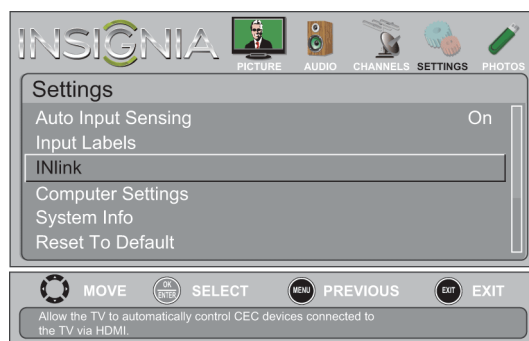 INSIGNIA
PICTURE AUDIO CHANNELS SETTINGS PHOTOS
Settings
Auto Input Sensing On
Input Labels
INlink
Computer Settings
System Info
Reset To Default
MOVE OK ENTER SELECT MENU PREVIOUS EXIT EXIT
Allow the TV to automatically control CEC devices connected to
the TV via HDMI.